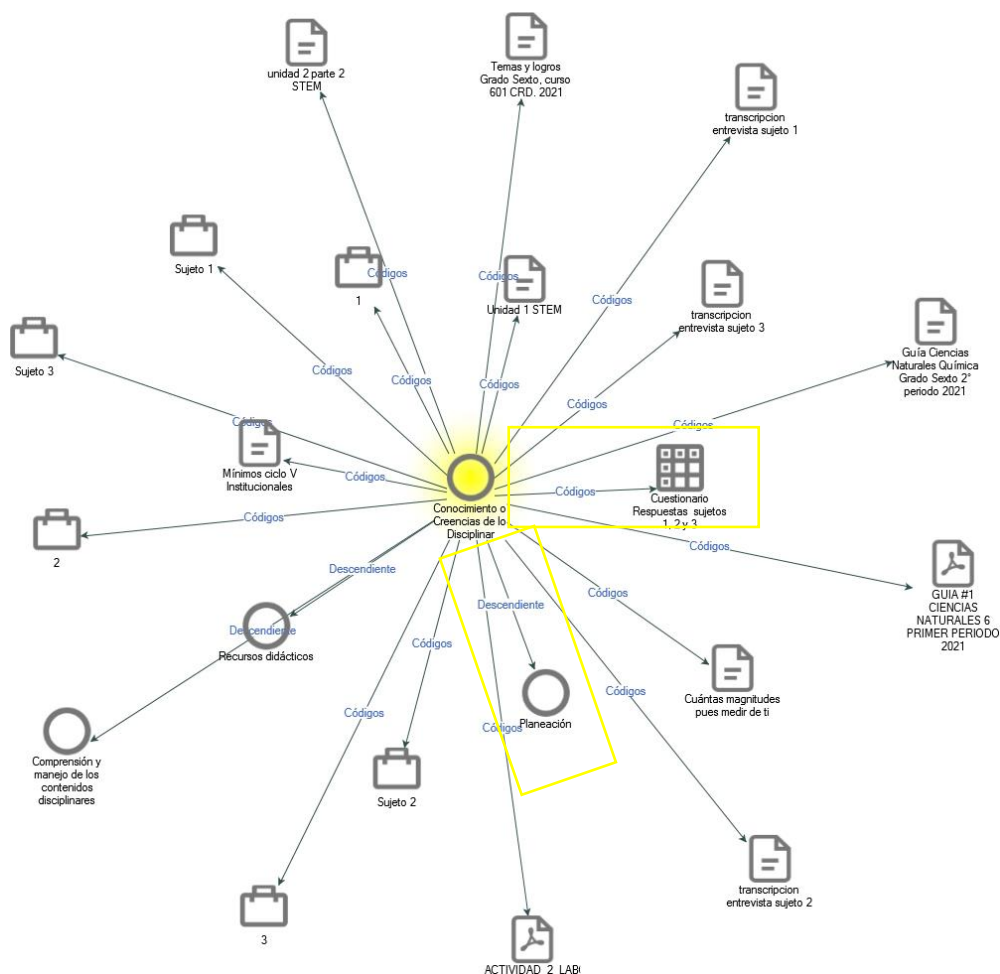 unidad 2 parte 2
STEM
Temas y logros
Grado Sexto, curso
601 CRD. 2021
transcripcion
entrevista sujeto 1
Sujeto 1
1
Códigos
Unidad 1 STEM
Códigos
transcripcion
entrevista sujeto 3
Códigos
Guía Ciencias
Naturales Química
Grado Sexto 2°
periodo 2021
Sujeto 3
Códigos
Códigos
Códigos
Códigos
Códigos
Códigos
Mínimos ciclo V
Institucionales
Códigos
Códigos
Cuestionario
Respuestas sujetos
1, 2 y 3
Conocimiento o
Creencias de lo
Disciplinar
2
Códigos
Códigos
GUIA #1
CIENCIAS
NATURALES 6
PRIMER PERIODO
2021
Descendiente
Descendiente
Códigos
Descendiente
Recursos didácticos
Códigos
Códigos
Cuántas magnitudes
pues medir de ti
Planeación
Códigos
Códigos
Códigos
Comprensión y
manejo de los
contenidos
disciplinares
Sujeto 2
transcripcion
entrevista sujeto 2
3
ACTIVIDAD_2_LAB